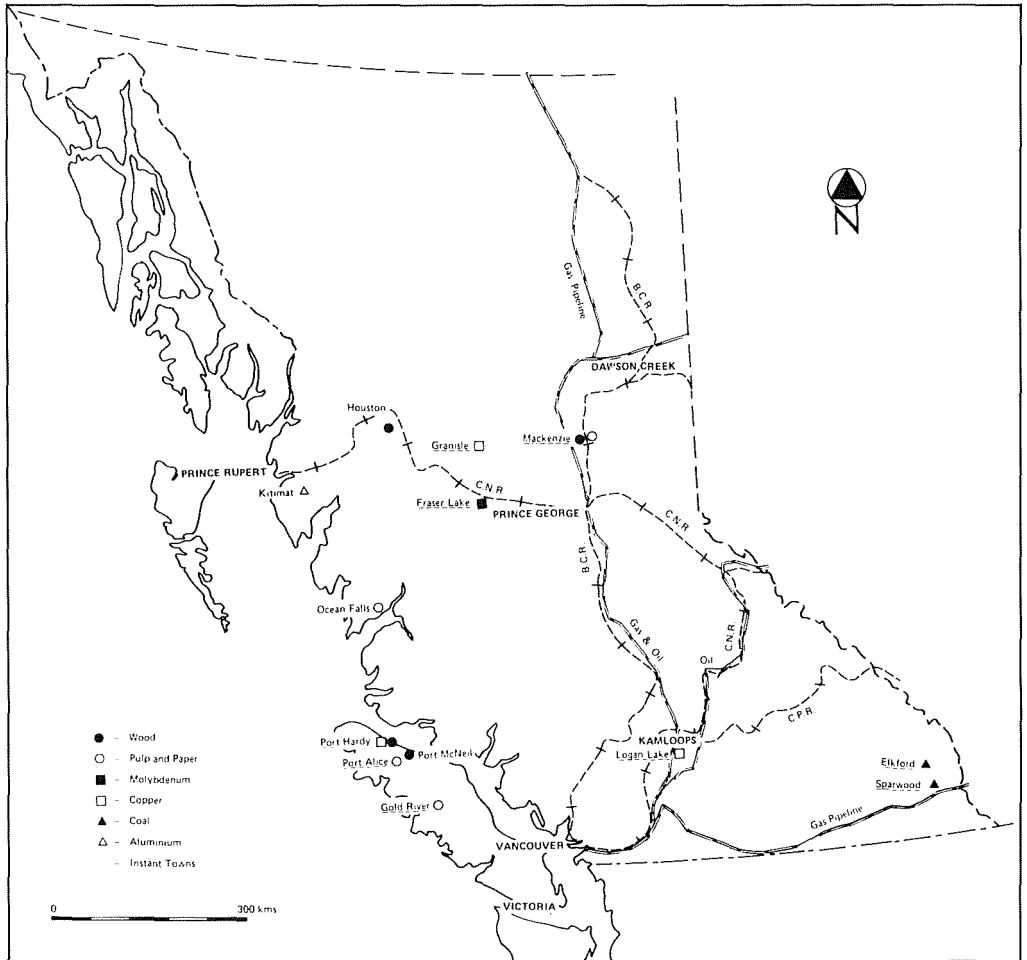 N
Gas Pipeline
B.C.R.
DAWSON CREEK
Houston
Granisle
Mackenzie
PRINCE RUPERT
Kitimat
C.N.R.
Fraser Lake
PRINCE GEORGE
C.N.R.
B.C.R.
Ocean Falls
Gas & Oil
Oil
C.N.R.
C.P.R.
Port Hardy
Port McNeil
Port Alice
KAMLOOPS
Logan Lake
Elkford
Sparwood
Gold River
Gas Pipeline
VANCOUVER
VICTORIA
- Wood
- Pulp and Paper
- Molybdenum
- Copper
- Coal
- Aluminium
- Instant Towns
0 300 kms